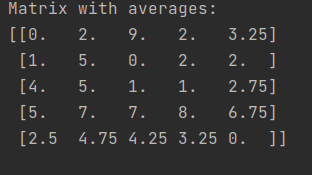 Matrix with averages:
[[0.   2.   9.   2.   3.25]
 [1.   5.   0.   2.   2.  ]
 [4.   5.   1.   1.   2.75]
 [5.   7.   7.   8.   6.75]
 [2.5  4.75 4.25 3.25 0.  ]]